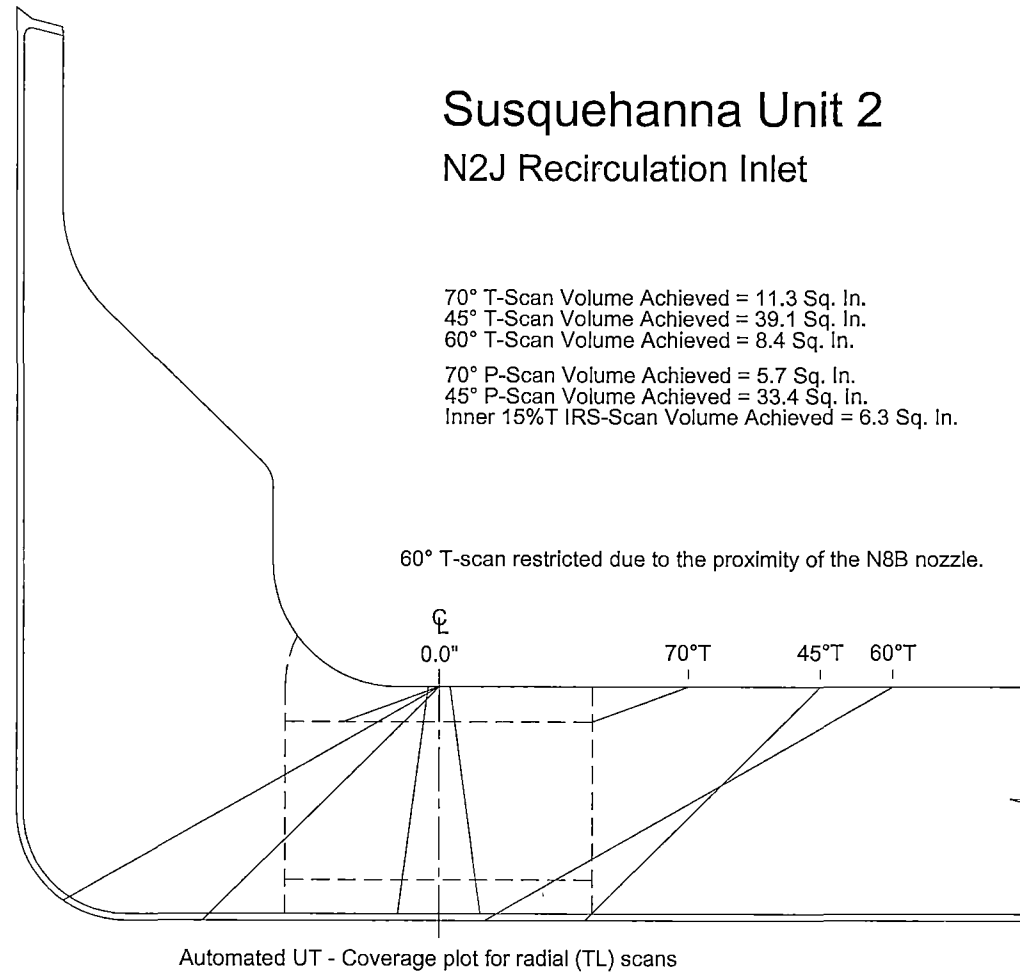 Susquehanna Unit 2
N2J Recirculation Inlet
70° T-Scan Volume Achieved = 11.3 Sq. In.
45° T-Scan Volume Achieved = 39.1 Sq. In.
60° T-Scan Volume Achieved = 8.4 Sq. In.
70° P-Scan Volume Achieved = 5.7 Sq. In.
45° P-Scan Volume Achieved = 33.4 Sq. In.
Inner 15%T IRS-Scan Volume Achieved = 6.3 Sq. In.
60° T-scan restricted due to the proximity of the N8B nozzle.
℄
0.0" 70°T 45°T 60°T
Automated UT - Coverage plot for radial (TL) scans